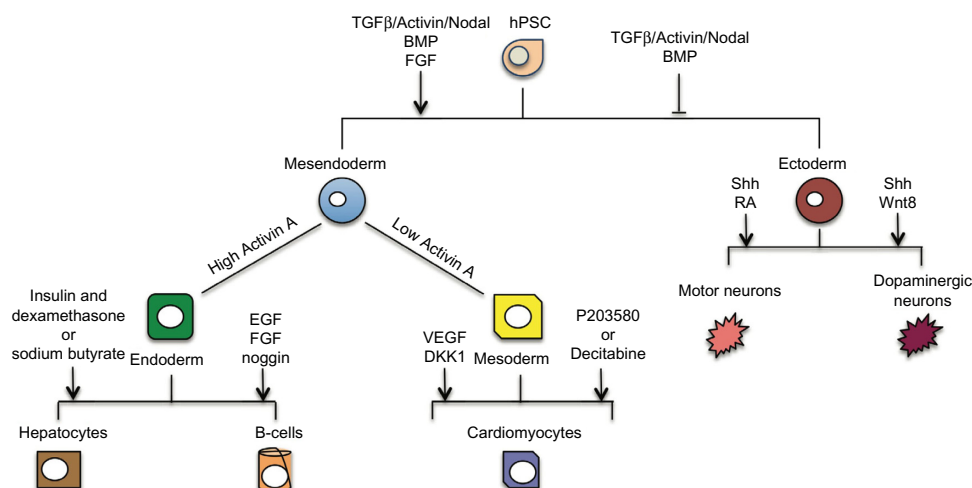 TGFβ/Activin/Nodal
BMP
FGF
hPSC
TGFβ/Activin/Nodal
BMP
Mesendoderm
Ectoderm
Shh
RA
Shh
Wnt8
High Activin A
Low Activin A
Motor neurons
Dopaminergic
neurons
Insulin and
dexamethasone
or
sodium butyrate
Endoderm
EGF
FGF
noggin
VEGF
DKK1
Mesoderm
P203580
or
Decitabine
Hepatocytes
B-cells
Cardiomyocytes